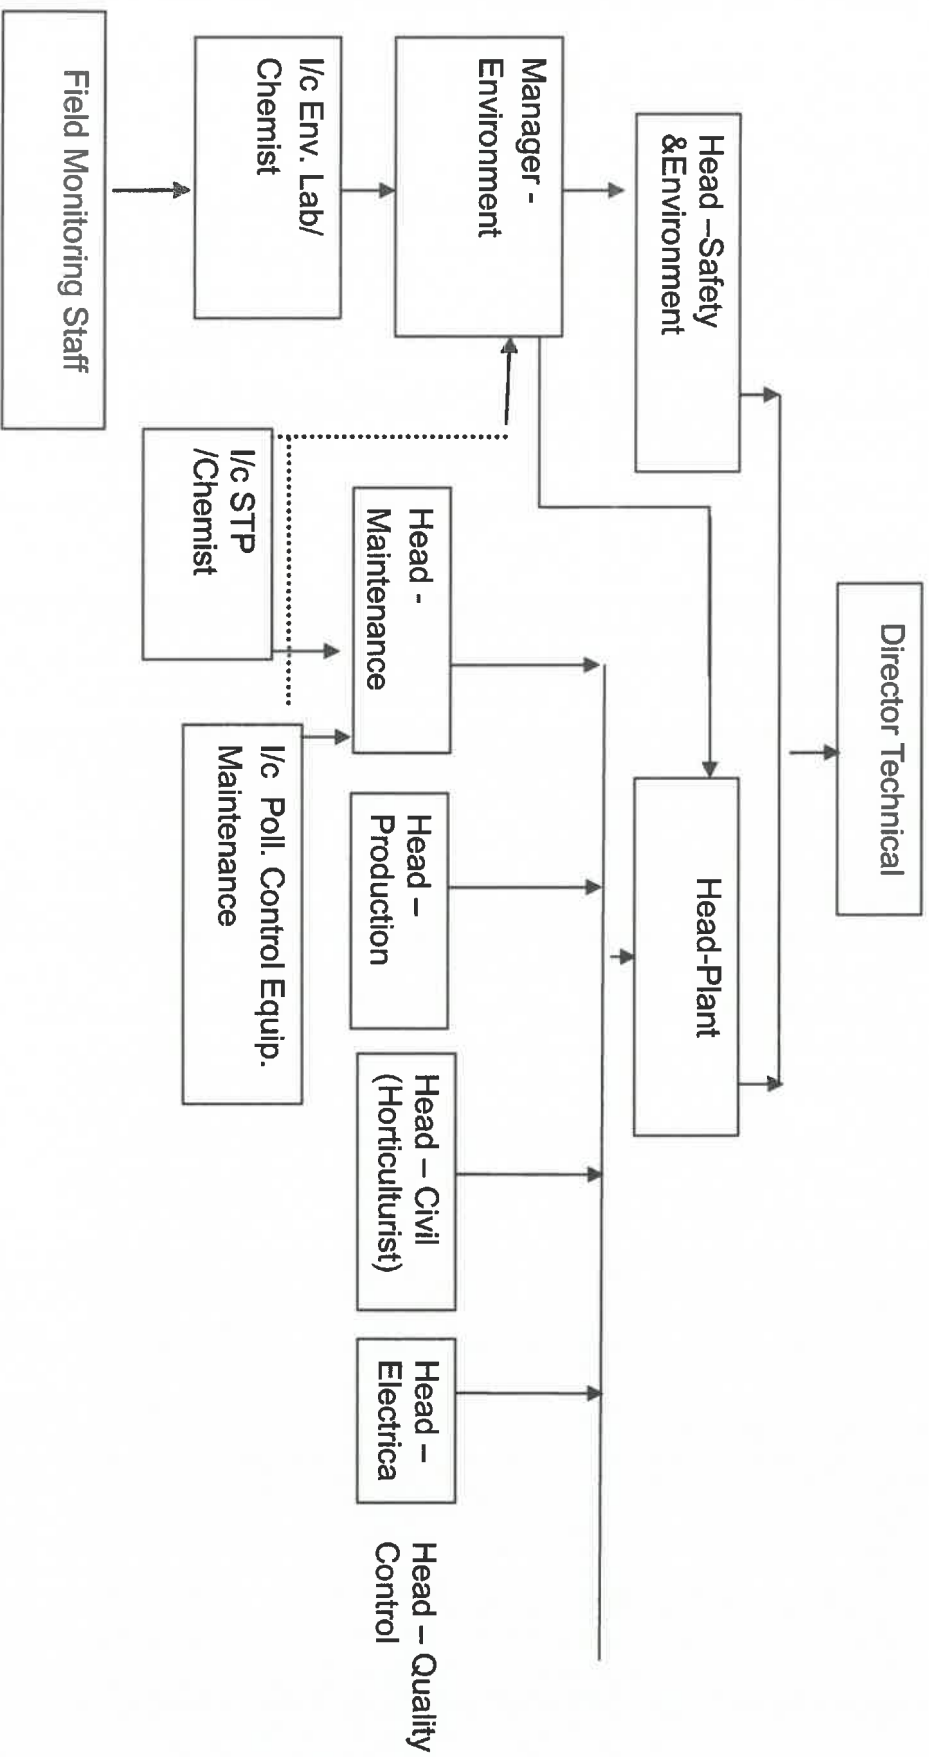 Director Technical
Head –Safety
&Environment
Head-Plant
Manager -
Environment
Head -
Maintenance
Head –
Production
Head – Civil
(Horticulturist)
Head –
Electrica
Head – Quality
Control
I/c Env. Lab/
Chemist
I/c STP
/Chemist
I/c Poll. Control Equip.
Maintenance
Field Monitoring Staff